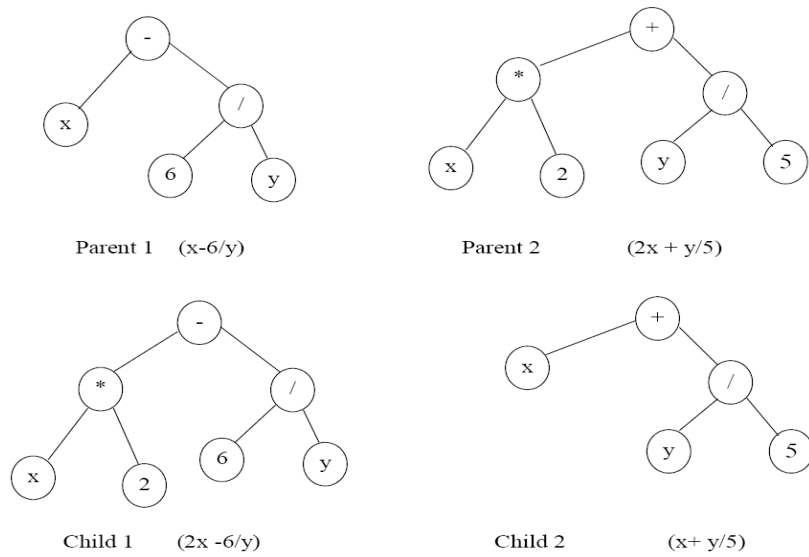 -
+
x
/
*
/
6
y
x
2
y
5
Parent 1 (x-6/y)
Parent 2 (2x + y/5)
-
+
*
/
x
/
x
2
6
y
y
5
Child 1 (2x -6/y)
Child 2 (x+ y/5)